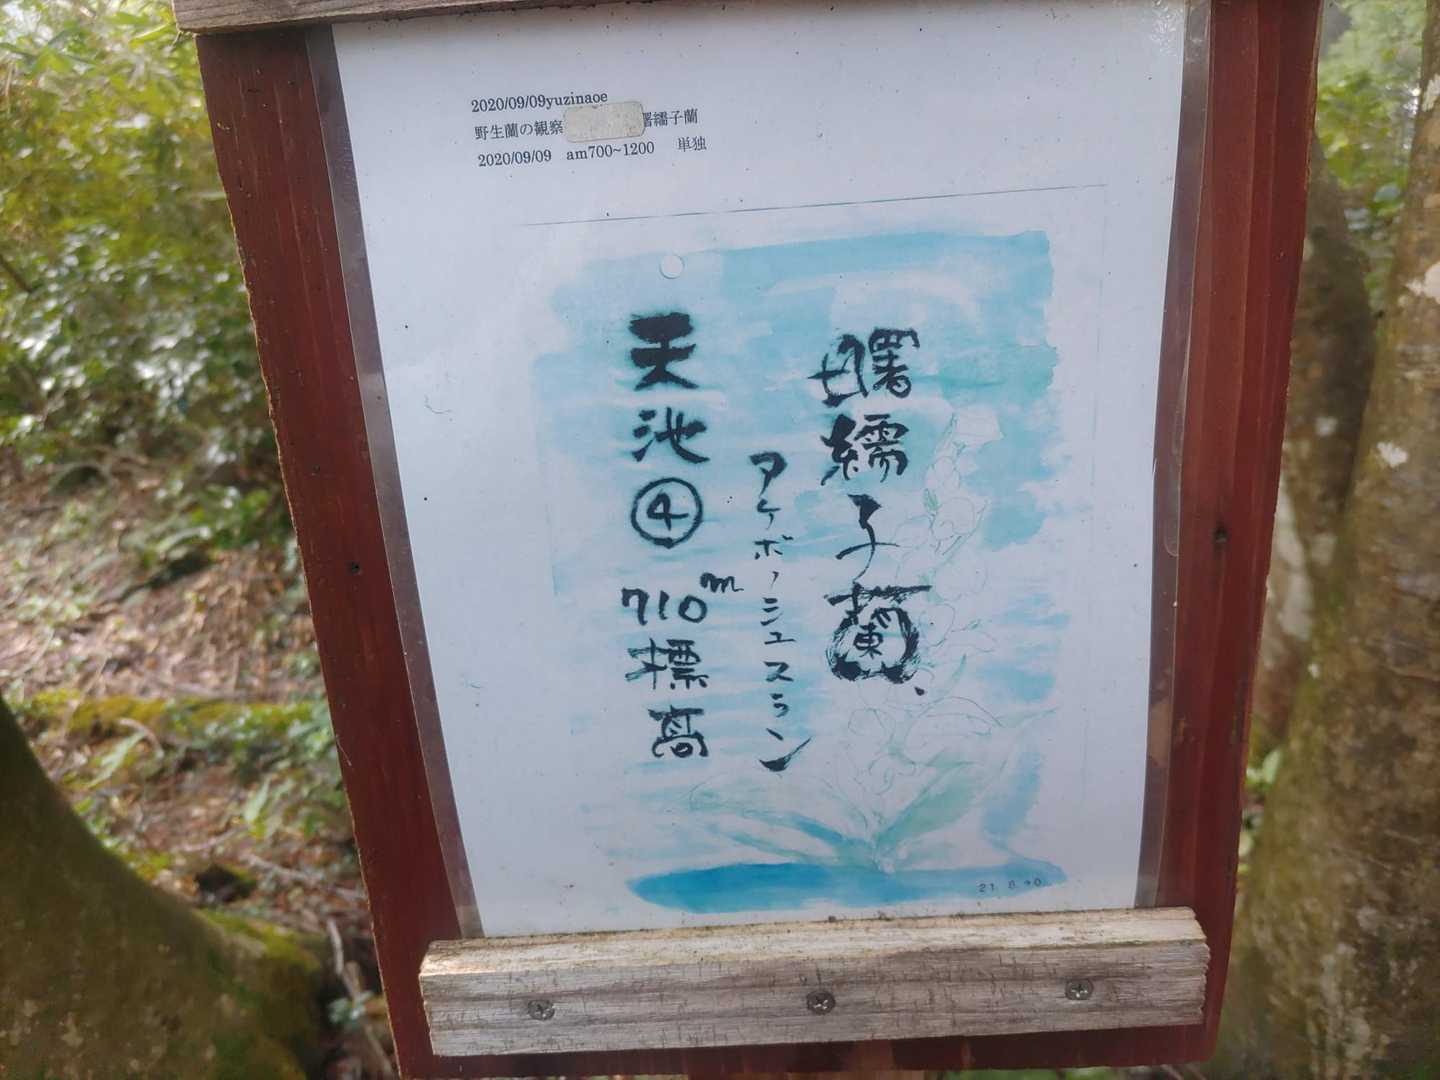 2020/09/09yuzinaoe
野生蘭の観察 曙繻子蘭
2020/09/09 am700~1200 単独
曙繻子蘭、
アケボノシュスラン
天池④
710m標高